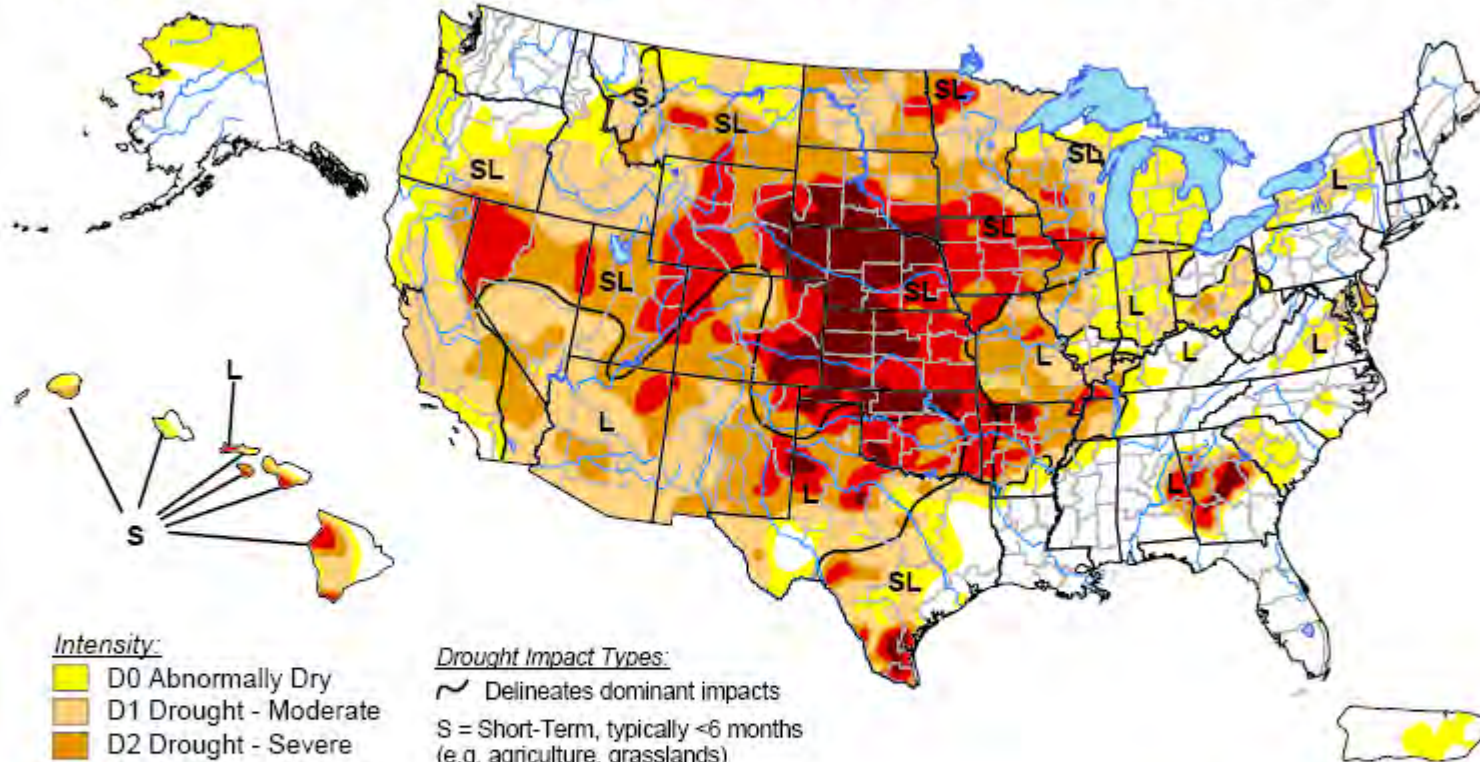 S
SL
SL
SL
SL
L
SL
SL
SL
L
L
L
L
L
L
L
L
SL
L
S
Intensity:
D0 Abnormally Dry
D1 Drought - Moderate
D2 Drought - Severe
Drought Impact Types:
Delineates dominant impacts
S = Short-Term, typically <6 months
(e.g. agriculture, grasslands)